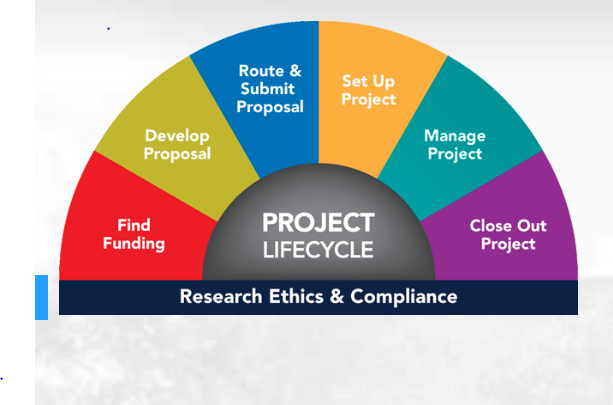 Find
Funding
Develop
Proposal
Route &
Submit
Proposal
Set Up
Project
Manage
Project
Close Out
Project
PROJECT
LIFECYCLE
Research Ethics & Compliance